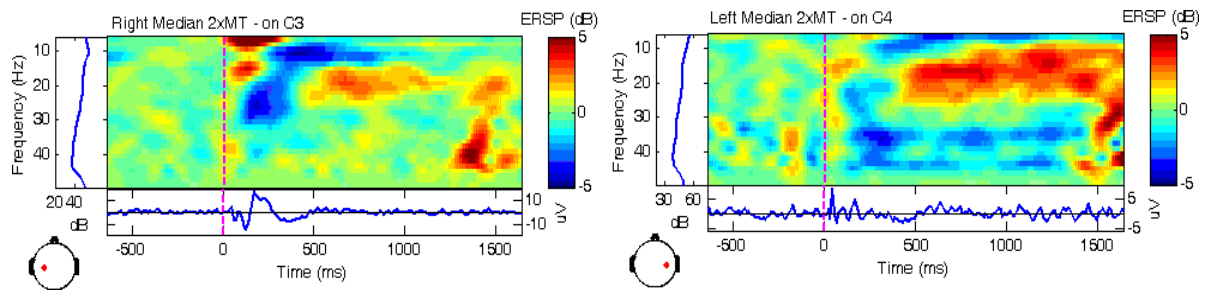 Right Median 2xMT - on C3
ERSP (dB)
Frequency (Hz)
10
20
30
40
5
0
-5
20 40
dB
10
-10
uV
-500
0
500
1000
1500
Time (ms)
Left Median 2xMT - on C4
ERSP (dB)
Frequency (Hz)
10
20
30
40
5
0
-5
30 60
dB
5
-5
uV
-500
0
500
1000
1500
Time (ms)